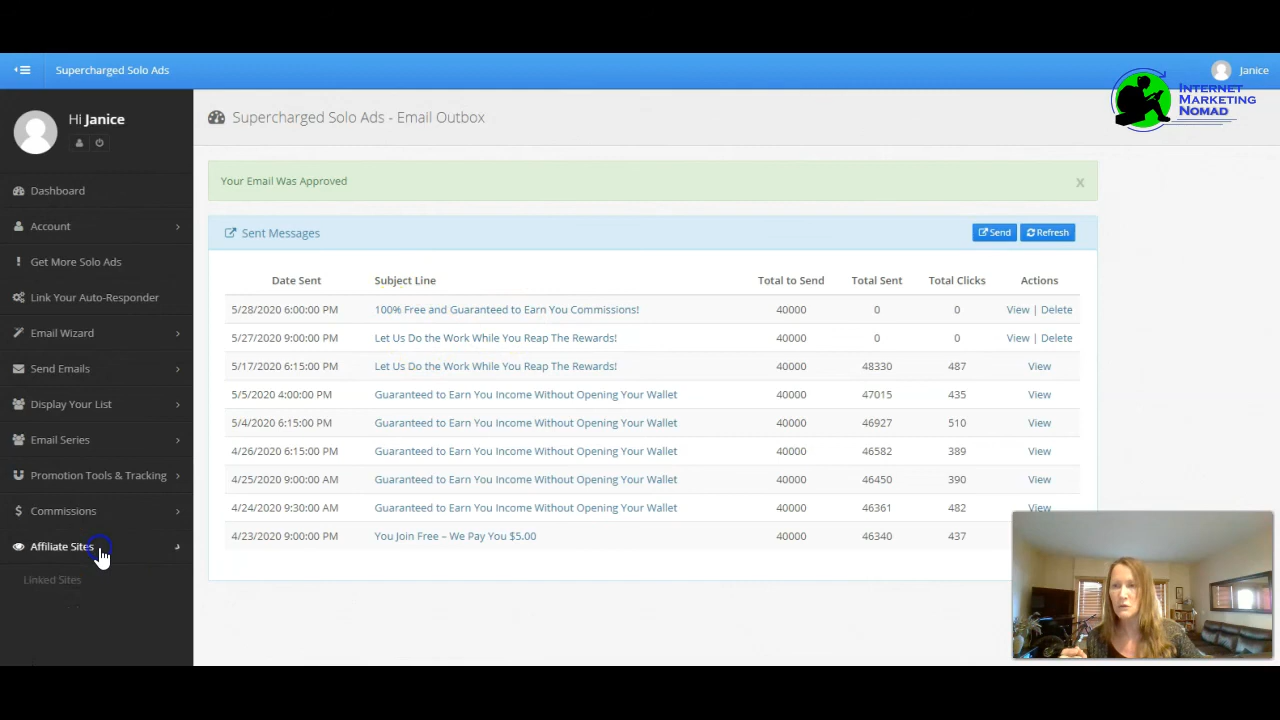 Supercharged Solo Ads
Janice
INTERNET
MARKETING
NOMAD
Hi Janice
Supercharged Solo Ads - Email Outbox
Dashboard
Account
Get More Solo Ads
Link Your Auto-Responder
Email Wizard
Send Emails
Display Your List
Email Series
Promotion Tools & Tracking
Commissions
Affiliate Sites
Linked Sites
Your Email Was Approved x
Sent Messages Send Refresh
Date Sent Subject Line Total to Send Total Sent Total Clicks Actions
5/28/2020 6:00:00 PM 100% Free and Guaranteed to Earn You Commissions! 40000 0 0 View | Delete
5/27/2020 9:00:00 PM Let Us Do the Work While You Reap The Rewards! 40000 0 0 View | Delete
5/17/2020 6:15:00 PM Let Us Do the Work While You Reap The Rewards! 40000 48330 487 View
5/5/2020 4:00:00 PM Guaranteed to Earn You Income Without Opening Your Wallet 40000 47015 435 View
5/4/2020 6:15:00 PM Guaranteed to Earn You Income Without Opening Your Wallet 40000 46927 510 View
4/26/2020 6:15:00 PM Guaranteed to Earn You Income Without Opening Your Wallet 40000 46582 389 View
4/25/2020 9:00:00 AM Guaranteed to Earn You Income Without Opening Your Wallet 40000 46450 390 View
4/24/2020 9:30:00 AM Guaranteed to Earn You Income Without Opening Your Wallet 40000 46361 482 View
4/23/2020 9:00:00 PM You Join Free – We Pay You $5.00 40000 46340 437